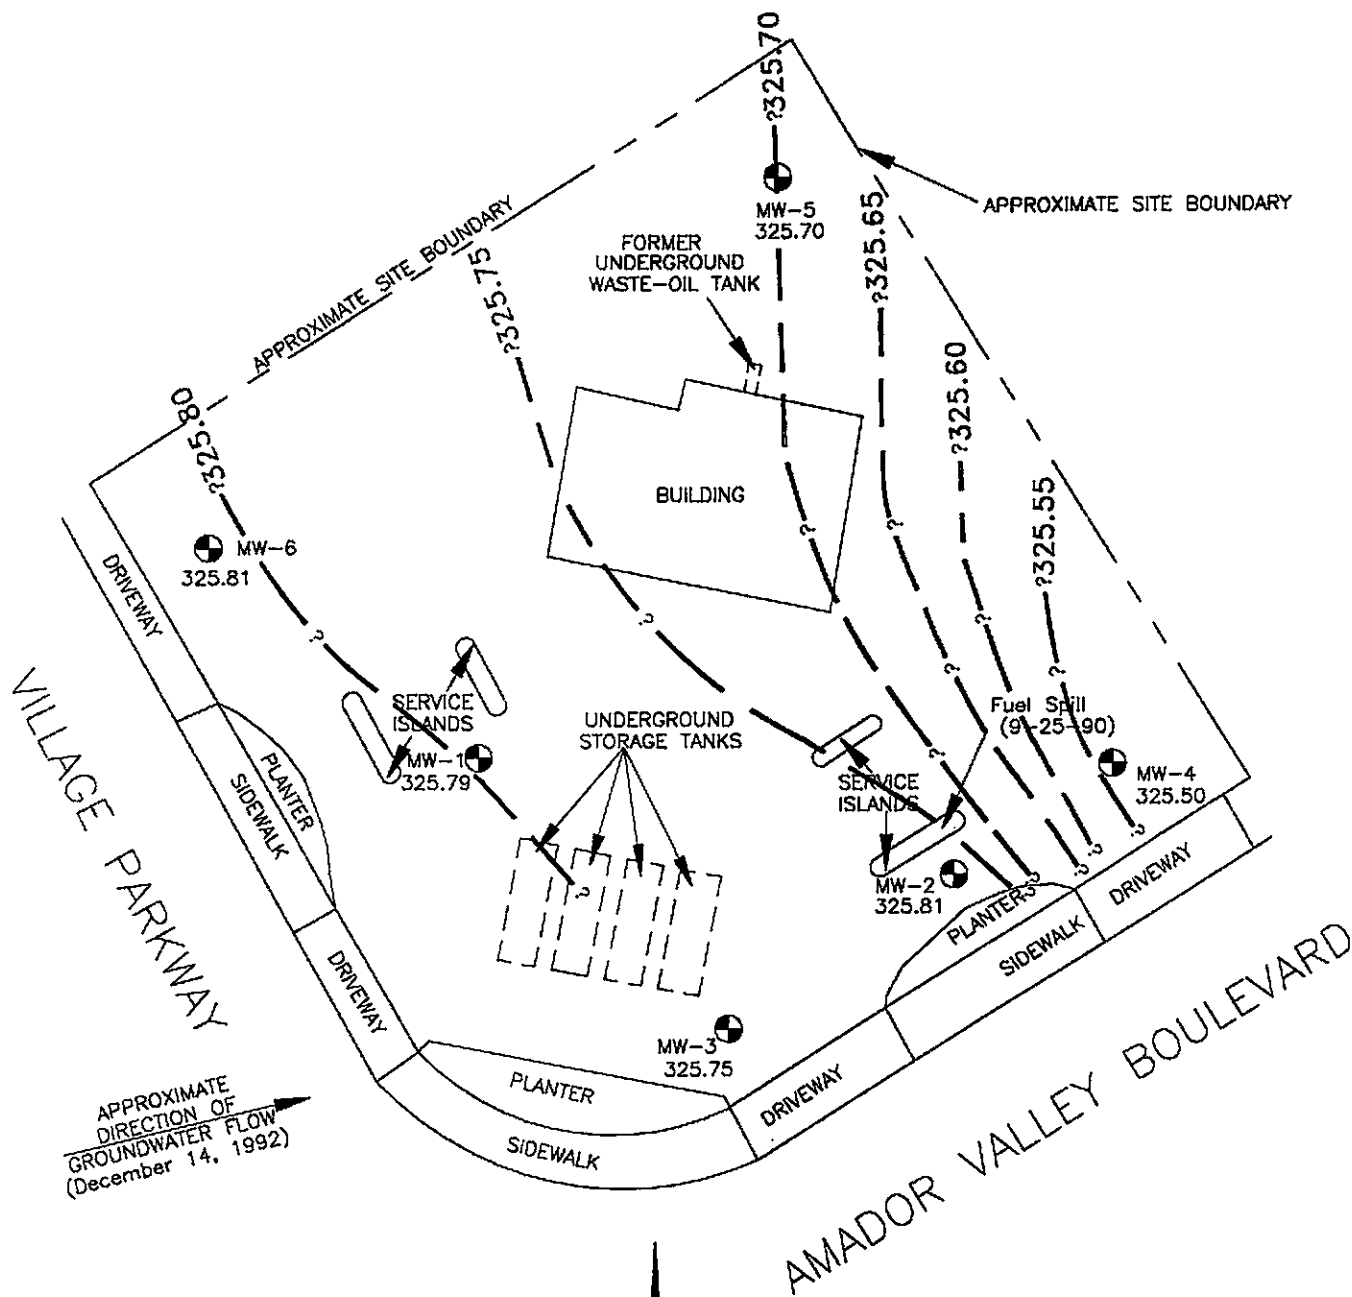 ?325.70
MW-5
325.70
APPROXIMATE SITE BOUNDARY
?325.65
FORMER
UNDERGROUND
WASTE-OIL TANK
APPROXIMATE SITE BOUNDARY
?325.75
?325.60
?325.80
BUILDING
?325.55
MW-6
325.81
DRIVEWAY
?
?
?
?
?
?
SERVICE
ISLANDS
UNDERGROUND
STORAGE TANKS
Fuel Spill
(9-25-90)
MW-1
325.79
?
SERVICE
ISLANDS
MW-4
325.50
PLANTER
SIDEWALK
VILLAGE PARKWAY
?
?
?
?
?
?
?
MW-2
325.81
PLANTER
SIDEWALK
DRIVEWAY
DRIVEWAY
MW-3
325.75
PLANTER
SIDEWALK
DRIVEWAY
AMADOR VALLEY BOULEVARD
APPROXIMATE
DIRECTION OF
GROUNDWATER FLOW
(December 14, 1992)